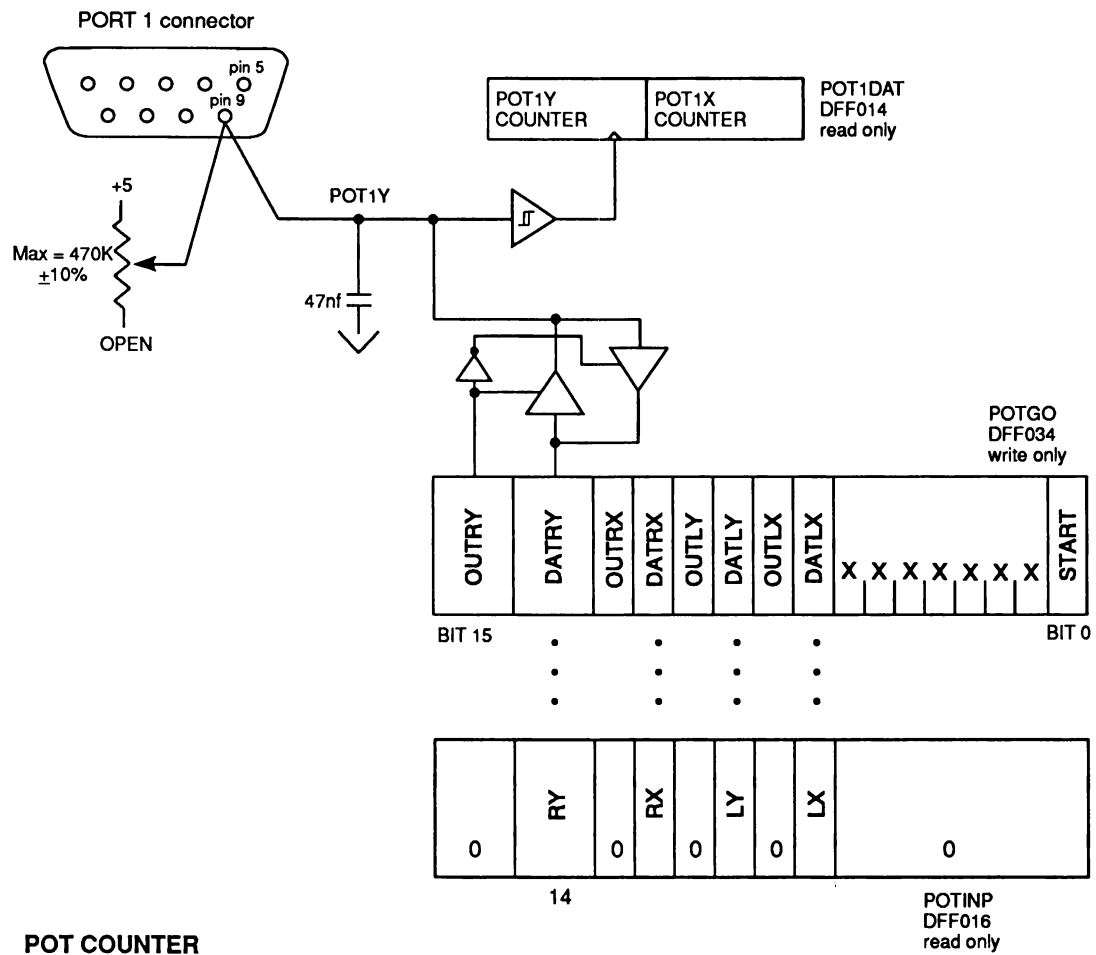 PORT 1 connector
pin 5
pin 9
POT1Y
COUNTER
POT1X
COUNTER
POT1DAT
DFF014
read only
+5
POT1Y
Max = 470K
±10%
47nf
OPEN
POTGO
DFF034
write only
OUTRY
DATRY
OUTRX
DATRX
OUTLY
DATLY
OUTLX
DATLX
X X X X X X X
START
BIT 15
BIT 0
RY
RX
LY
LX
0 0 0 0 0
14
POTINP
DFF016
read only
POT COUNTER